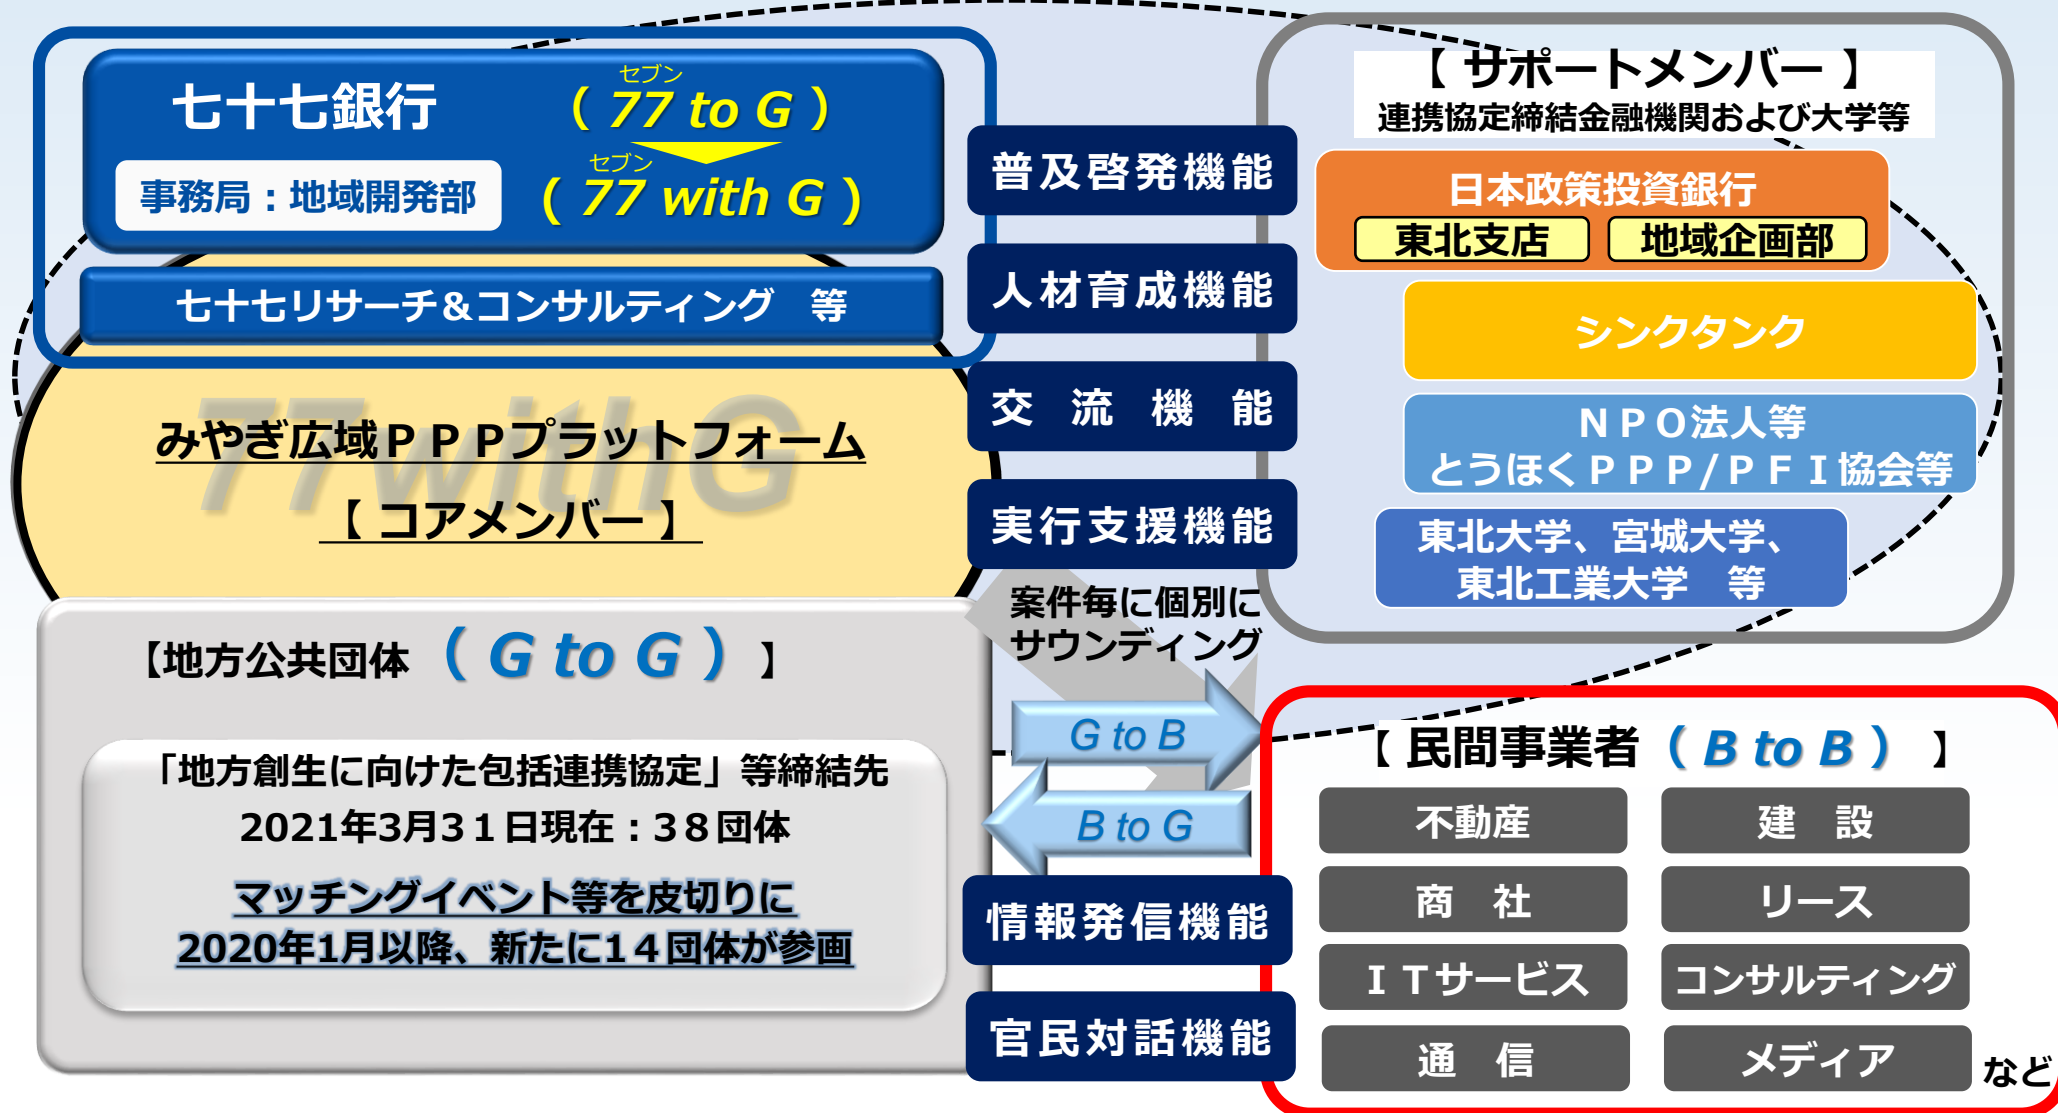 七十七銀行
セブン
( 77 to G )
事務局：地域開発部
セブン
( 77 with G )
七十七リサーチ&コンサルティング　等
77withG
みやぎ広域ＰＰＰプラットフォーム
【 コアメンバー 】
【地方公共団体 ( G to G ) 】
「地方創生に向けた包括連携協定」等締結先
2021年3月３１日現在：３８団体
マッチングイベント等を皮切りに
2020年1月以降、新たに1４団体が参画
普及啓発機能
人材育成機能
交　流　機　能
実行支援機能
案件毎に個別に
サウンディング
G to B
B to G
情報発信機能
官民対話機能
【 サポートメンバー 】
連携協定締結金融機関および大学等
日本政策投資銀行
東北支店
地域企画部
シンクタンク
ＮＰＯ法人等
とうほくＰＰＰ/ＰＦＩ協会等
東北大学、宮城大学、
東北工業大学　等
【 民間事業者 ( B to B ) 】
不動産
建　設
商　社
リース
ＩＴサービス
コンサルティング
通　信
メディア
など